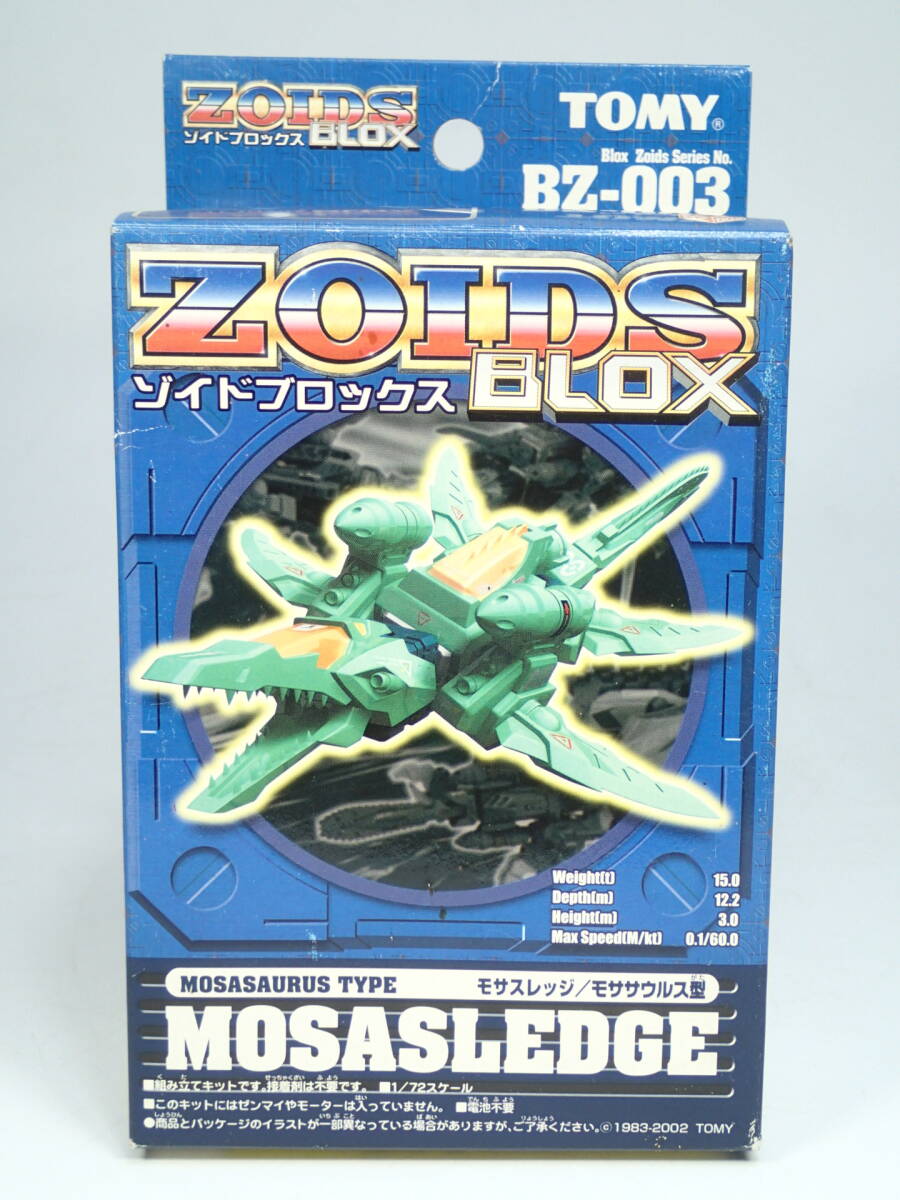 ZOIDS
ゾイドブロックス BLOX
TOMY®
Blox Zoids Series No.
BZ-003
ZOIDS
ゾイドブロックス BLOX
Weight(t) 15.0
Depth(m) 12.2
Height(m) 3.0
Max Speed(M/kt) 0.1/60.0
MOSASAURUS TYPE モサスレッジ/モササウルス型
MOSASLEDGE
■組み立てキットです。接着剤は不要です。 ■1/72スケール
■このキットにはゼンマイやモーターは入っていません。 ■電池不要
●商品とパッケージのイラストが一部異なっている場合がありますが、ご了承ください。©1983-2002 TOMY